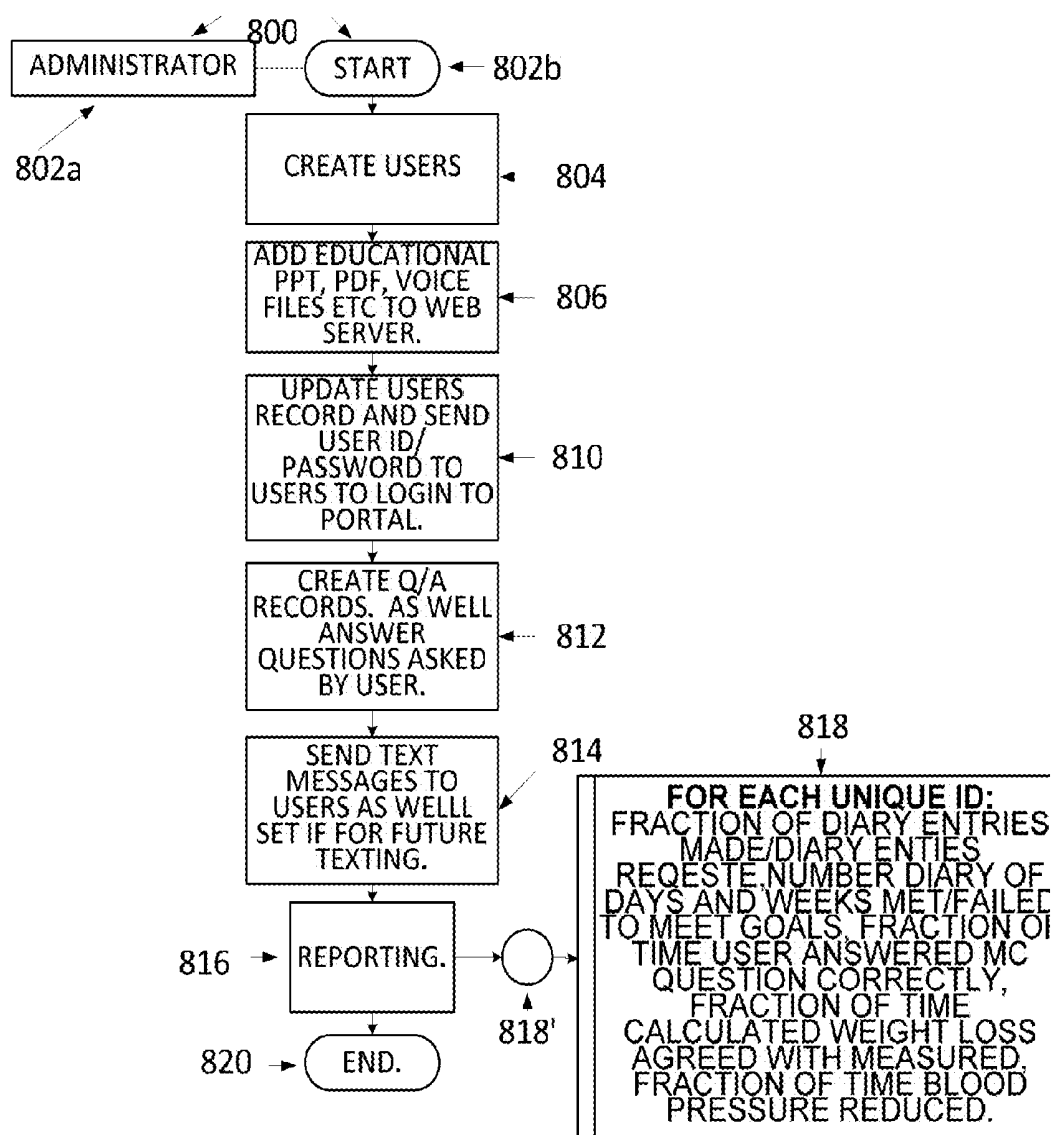 800
ADMINISTRATOR
START
802b
802a
CREATE USERS
804
ADD EDUCATIONAL
PPT, PDF, VOICE
FILES ETC TO WEB
SERVER.
806
UPDATE USERS
RECORD AND SEND
USER ID/
PASSWORD TO
USERS TO LOGIN TO
PORTAL.
810
CREATE Q/A
RECORDS. AS WELL
ANSWER
QUESTIONS ASKED
BY USER.
812
SEND TEXT
MESSAGES TO
USERS AS WELLL
SET IF FOR FUTURE
TEXTING.
814
818
FOR EACH UNIQUE ID:
FRACTION OF DIARY ENTRIES
MADE/DIARY ENTIES
REQESTE,NUMBER DIARY OF
DAYS AND WEEKS MET/FAILED
TO MEET GOALS, FRACTION OF
TIME USER ANSWERED MC
QUESTION CORRECTLY,
FRACTION OF TIME
CALCULATED WEIGHT LOSS
AGREED WITH MEASURED,
FRACTION OF TIME BLOOD
PRESSURE REDUCED.
816
REPORTING.
818'
820
END.